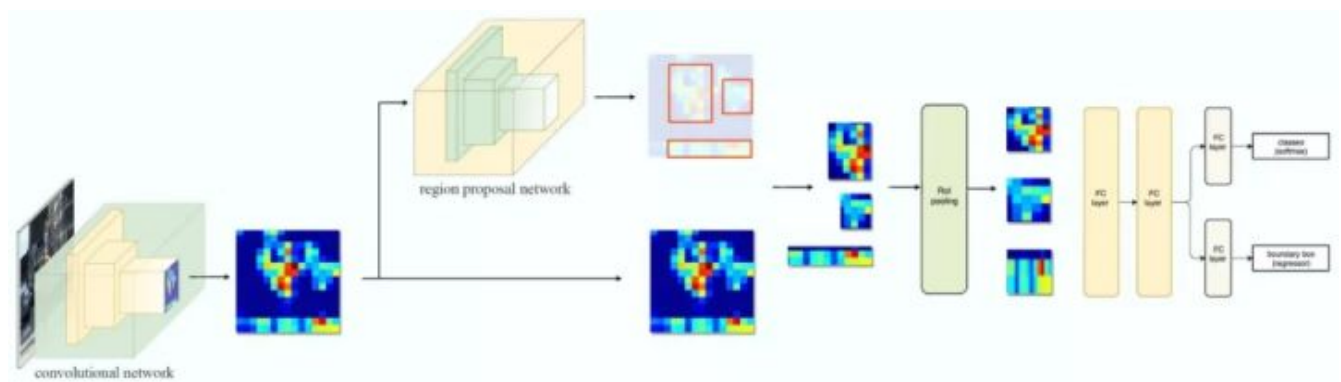 region proposal network
convolutional network
RoI
pooling
FC
layer
FC
layer
FC
layer
classes
(softmax)
FC
layer
boundary box
(regressor)